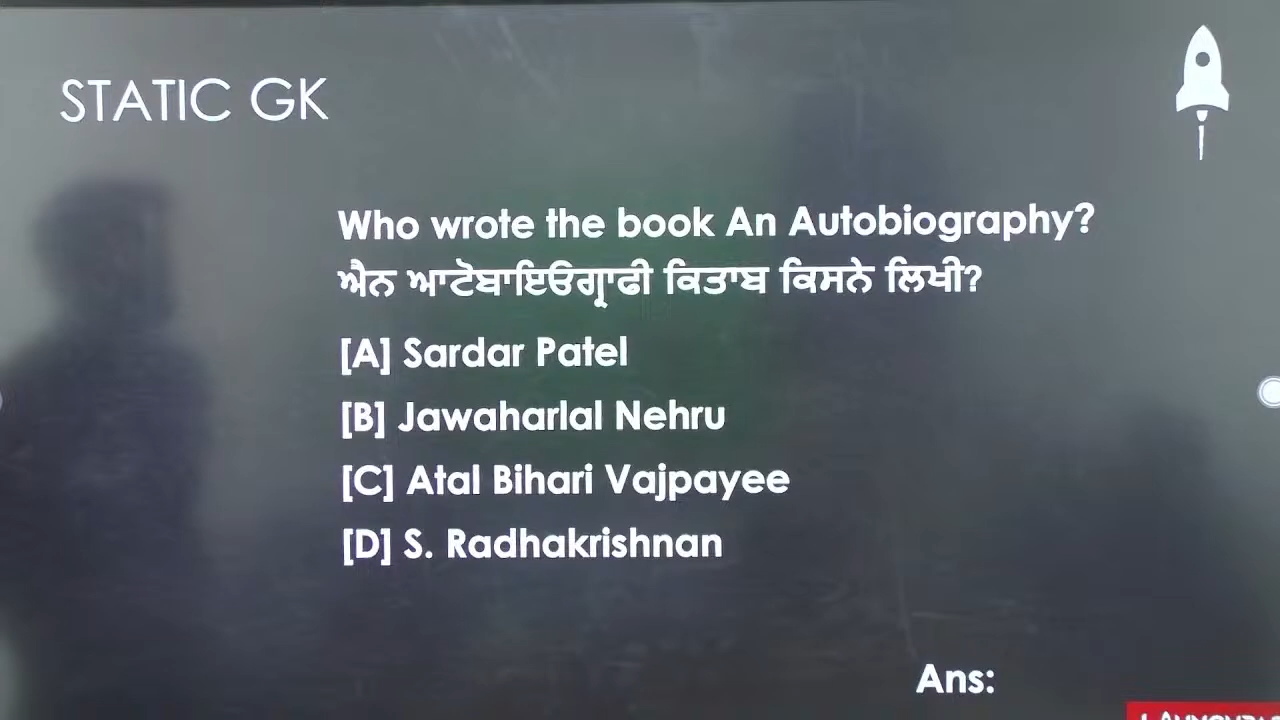 STATIC GK
Who wrote the book An Autobiography?
ਐਨ ਆਟੋਬਾਇਓਗ੍ਰਾਫੀ ਕਿਤਾਬ ਕਿਸਨੇ ਲਿਖੀ?
[A] Sardar Patel
[B] Jawaharlal Nehru
[C] Atal Bihari Vajpayee
[D] S. Radhakrishnan
Ans: